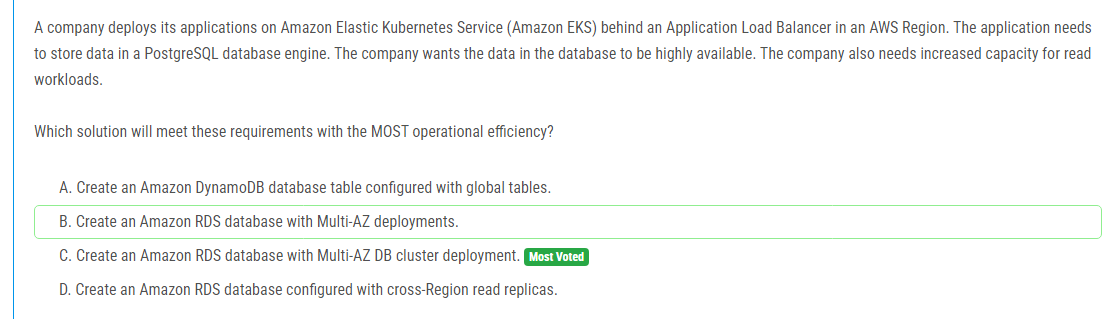 A company deploys its applications on Amazon Elastic Kubernetes Service (Amazon EKS) behind an Application Load Balancer in an AWS Region. The application needs
to store data in a PostgreSQL database engine. The company wants the data in the database to be highly available. The company also needs increased capacity for read
workloads.
Which solution will meet these requirements with the MOST operational efficiency?
A. Create an Amazon DynamoDB database table configured with global tables.
B. Create an Amazon RDS database with Multi-AZ deployments.
C. Create an Amazon RDS database with Multi-AZ DB cluster deployment. Most Voted
D. Create an Amazon RDS database configured with cross-Region read replicas.